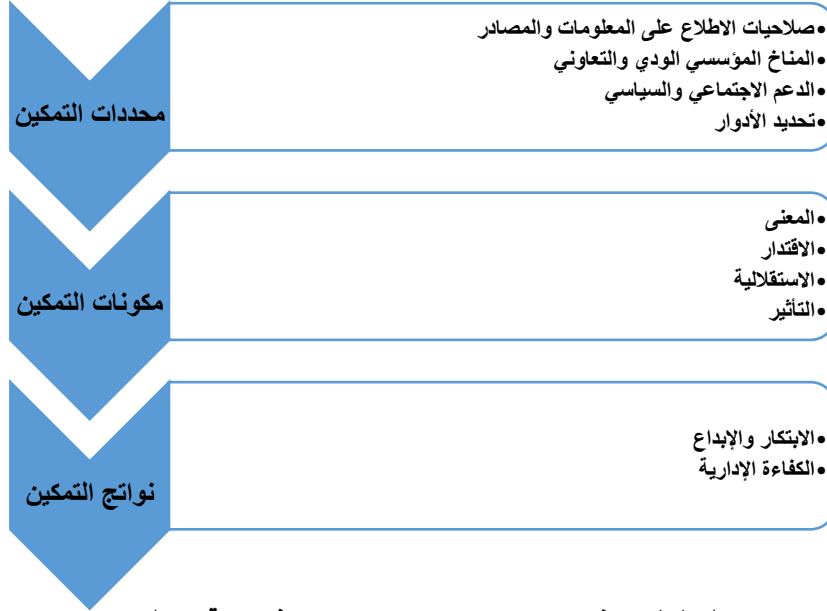 محددات التمكين
•صلاحيات الاطلاع على المعلومات والمصادر
•المناخ المؤسسي الودي والتعاوني
•الدعم الاجتماعي والسياسي
•تحديد الأدوار
مكونات التمكين
•المعنى
•الاقتدار
•الاستقلالية
•التأثير
نواتج التمكين
•الابتكار والإبداع
•الكفاءة الإدارية